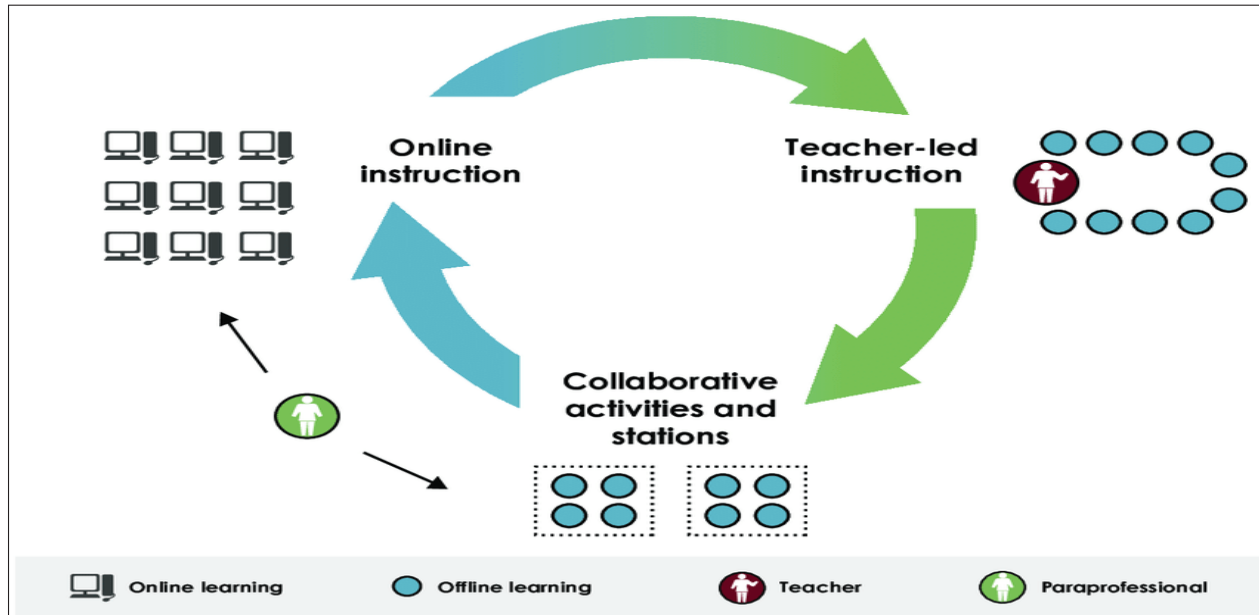 Online
instruction
Teacher-led
instruction
Collaborative
activities and
stations
Online learning
Offline learning
Teacher
Paraprofessional